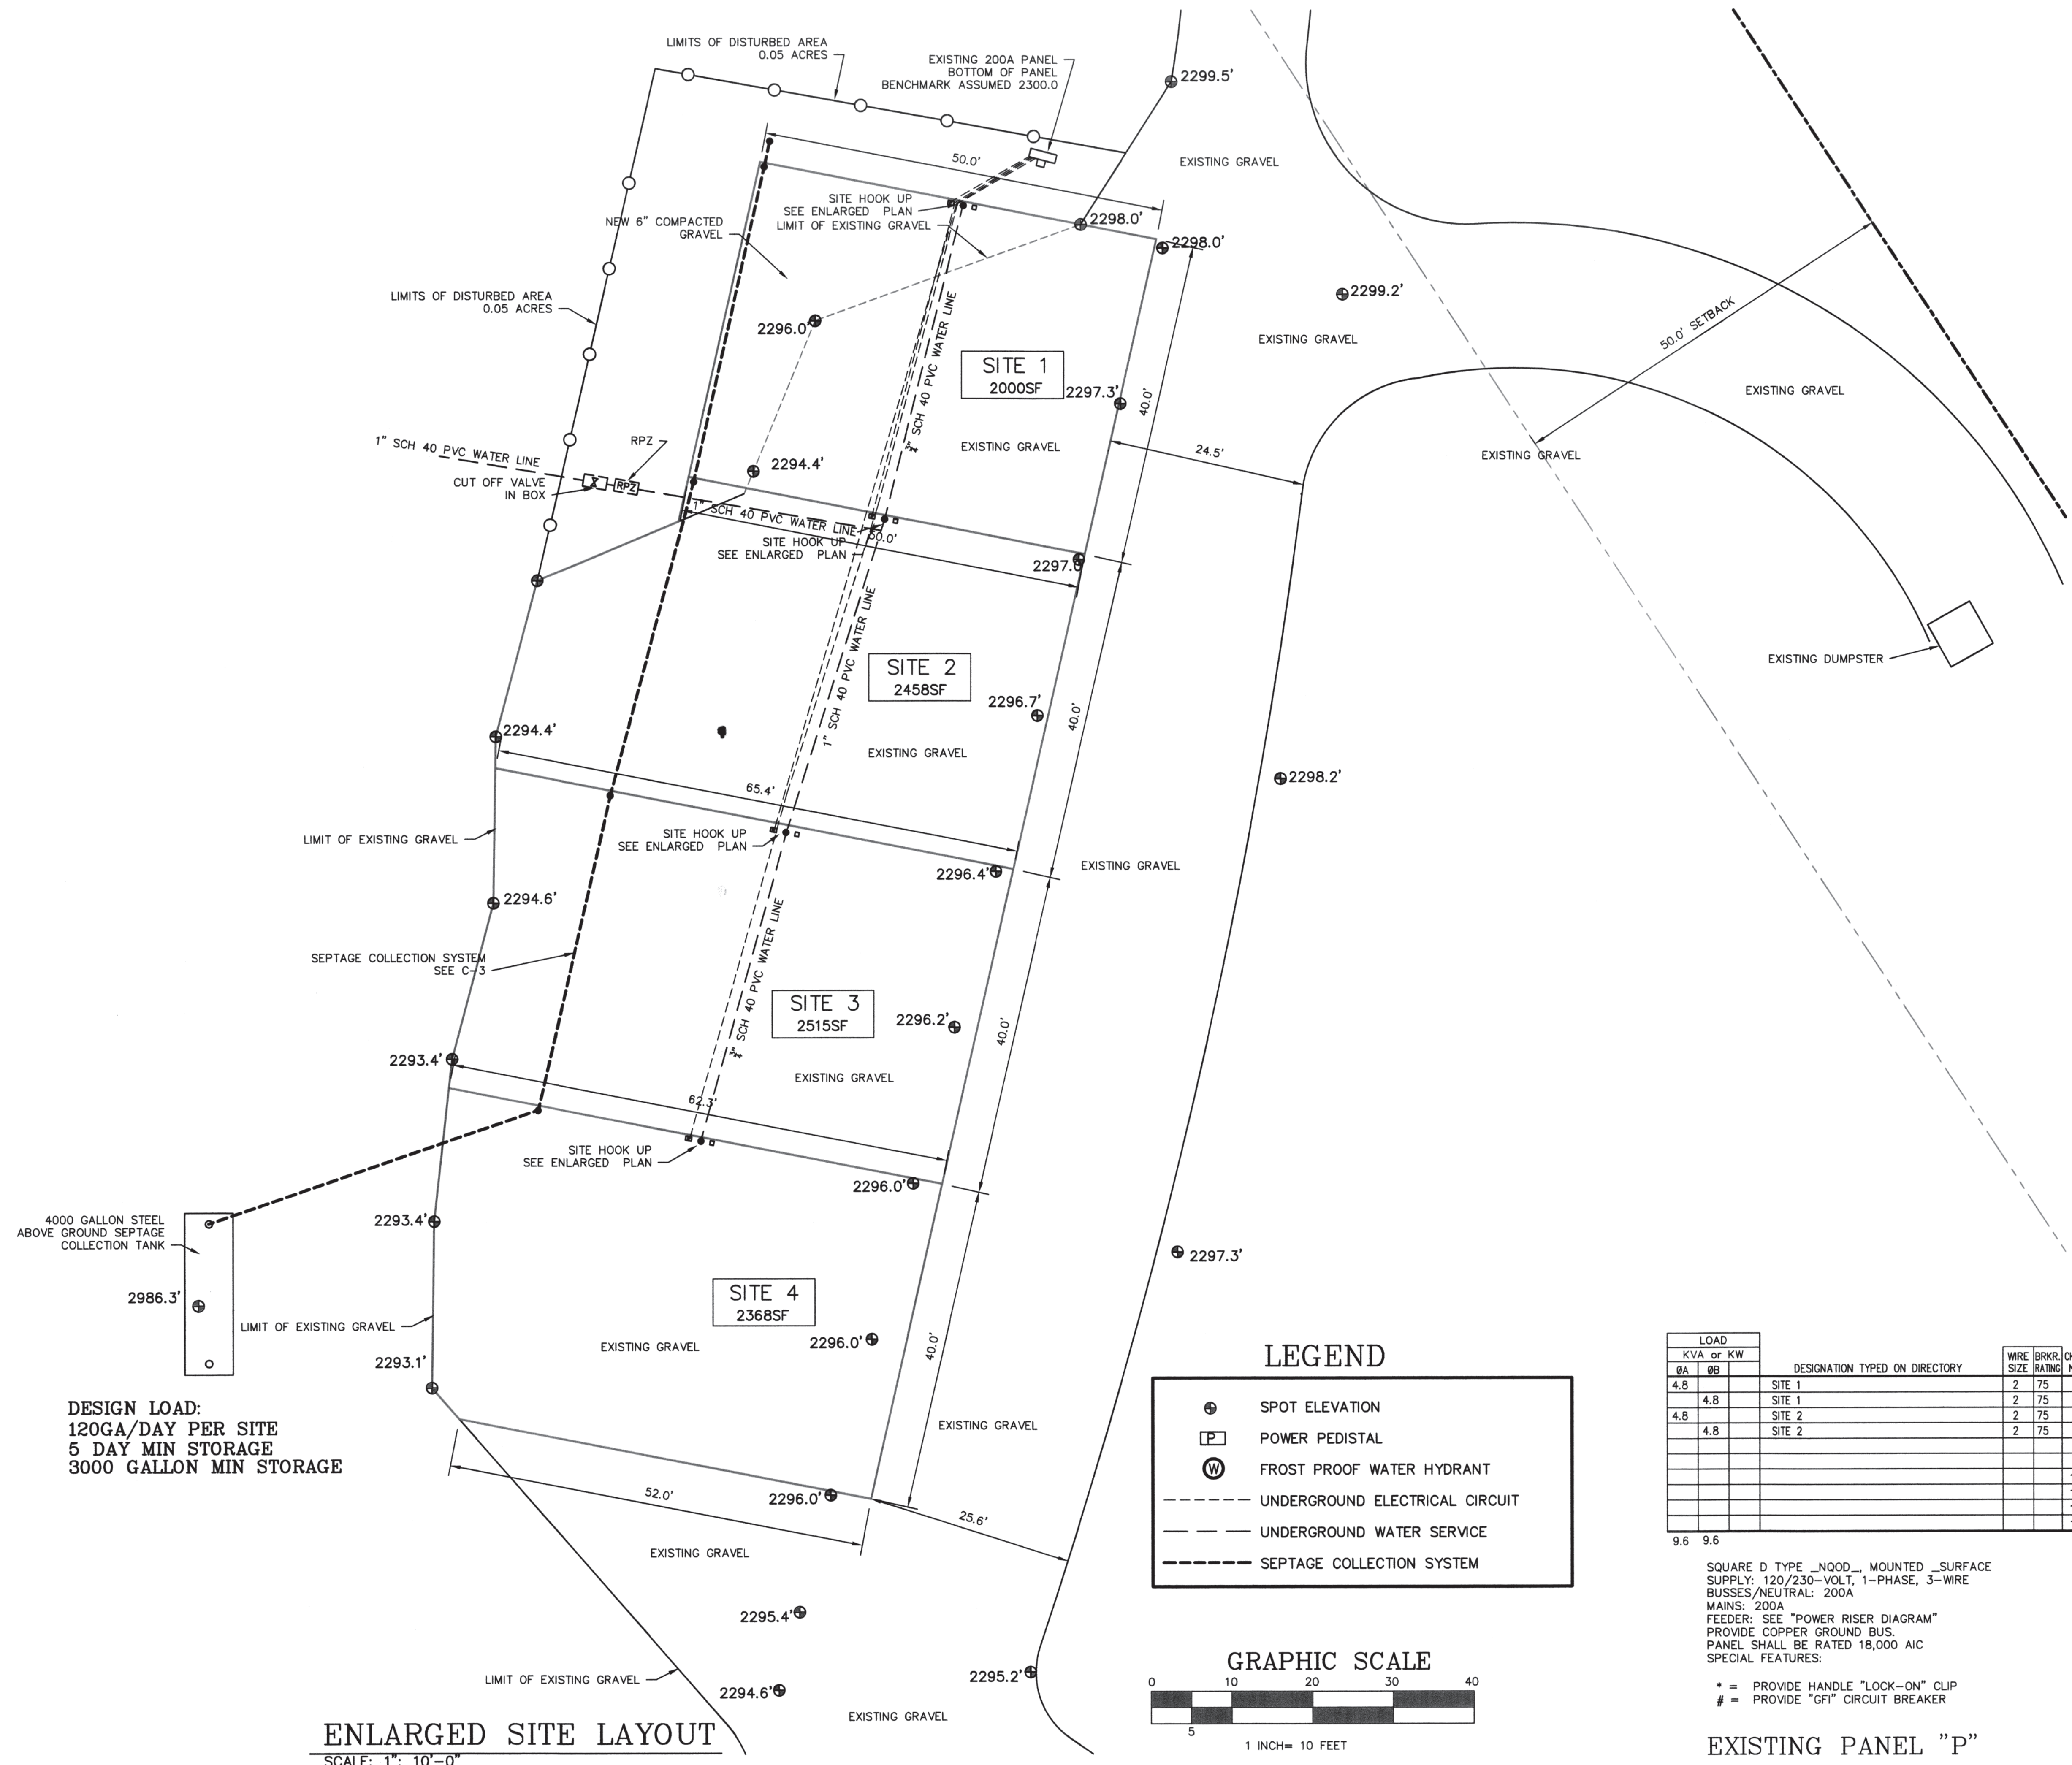 LIMITS OF DISTURBED AREA
0.05 ACRES
EXISTING 200A PANEL
BOTTOM OF PANEL
BENCHMARK ASSUMED 2300.0
2299.5'
EXISTING GRAVEL
50.0'
SITE HOOK UP
SEE ENLARGED PLAN
LIMIT OF EXISTING GRAVEL
NEW 6" COMPACTED
GRAVEL
2298.0'
2298.0'
2299.2'
LIMITS OF DISTURBED AREA
0.05 ACRES
2296.0'
EXISTING GRAVEL
50.0' SETBACK
SITE 1
2000SF
2297.3'
40.0'
EXISTING GRAVEL
3/4" SCH 40 PVC WATER LINE
EXISTING GRAVEL
24.5'
EXISTING GRAVEL
1" SCH 40 PVC WATER LINE
RPZ
2294.4'
CUT OFF VALVE
IN BOX
RPZ
1" SCH 40 PVC WATER LINE
50.0'
SITE HOOK UP
SEE ENLARGED PLAN
2297.0
1" SCH 40 PVC WATER LINE
SITE 2
2458SF
EXISTING DUMPSTER
2296.7'
40.0'
2294.4'
EXISTING GRAVEL
2298.2'
65.4'
LIMIT OF EXISTING GRAVEL
SITE HOOK UP
SEE ENLARGED PLAN
2296.4'
EXISTING GRAVEL
2294.6'
3/4" SCH 40 PVC WATER LINE
SEPTAGE COLLECTION SYSTEM
SEE C-3
SITE 3
2515SF
2296.2'
40.0'
2293.4'
EXISTING GRAVEL
62.3'
SITE HOOK UP
SEE ENLARGED PLAN
2296.0'
4000 GALLON STEEL
ABOVE GROUND SEPTAGE
COLLECTION TANK
2293.4'
2297.3'
2986.3'
SITE 4
2368SF
LIMIT OF EXISTING GRAVEL
EXISTING GRAVEL
2296.0'
40.0'
2293.1'
DESIGN LOAD:
120GA/DAY PER SITE
5 DAY MIN STORAGE
3000 GALLON MIN STORAGE
EXISTING GRAVEL
52.0'
2296.0'
25.6'
EXISTING GRAVEL
2295.4'
LIMIT OF EXISTING GRAVEL
2294.6'
2295.2'
EXISTING GRAVEL
ENLARGED SITE LAYOUT
SCALE: 1": 10'-0"
LEGEND
SPOT ELEVATION
P POWER PEDISTAL
W FROST PROOF WATER HYDRANT
UNDERGROUND ELECTRICAL CIRCUIT
UNDERGROUND WATER SERVICE
SEPTAGE COLLECTION SYSTEM
GRAPHIC SCALE
0 10 20 30 40
5
1 INCH= 10 FEET
LOAD
KVA or KW
ØA ØB DESIGNATION TYPED ON DIRECTORY WIRE SIZE BRKR. RATING
4.8 SITE 1 2 75
4.8 SITE 1 2 75
4.8 SITE 2 2 75
4.8 SITE 2 2 75
9.6 9.6
SQUARE D TYPE _NQOD_, MOUNTED _SURFACE
SUPPLY: 120/230-VOLT, 1-PHASE, 3-WIRE
BUSSES/NEUTRAL: 200A
MAINS: 200A
FEEDER: SEE "POWER RISER DIAGRAM"
PROVIDE COPPER GROUND BUS.
PANEL SHALL BE RATED 18,000 AIC
SPECIAL FEATURES:
* = PROVIDE HANDLE "LOCK-ON" CLIP
# = PROVIDE "GFI" CIRCUIT BREAKER
EXISTING PANEL "P"